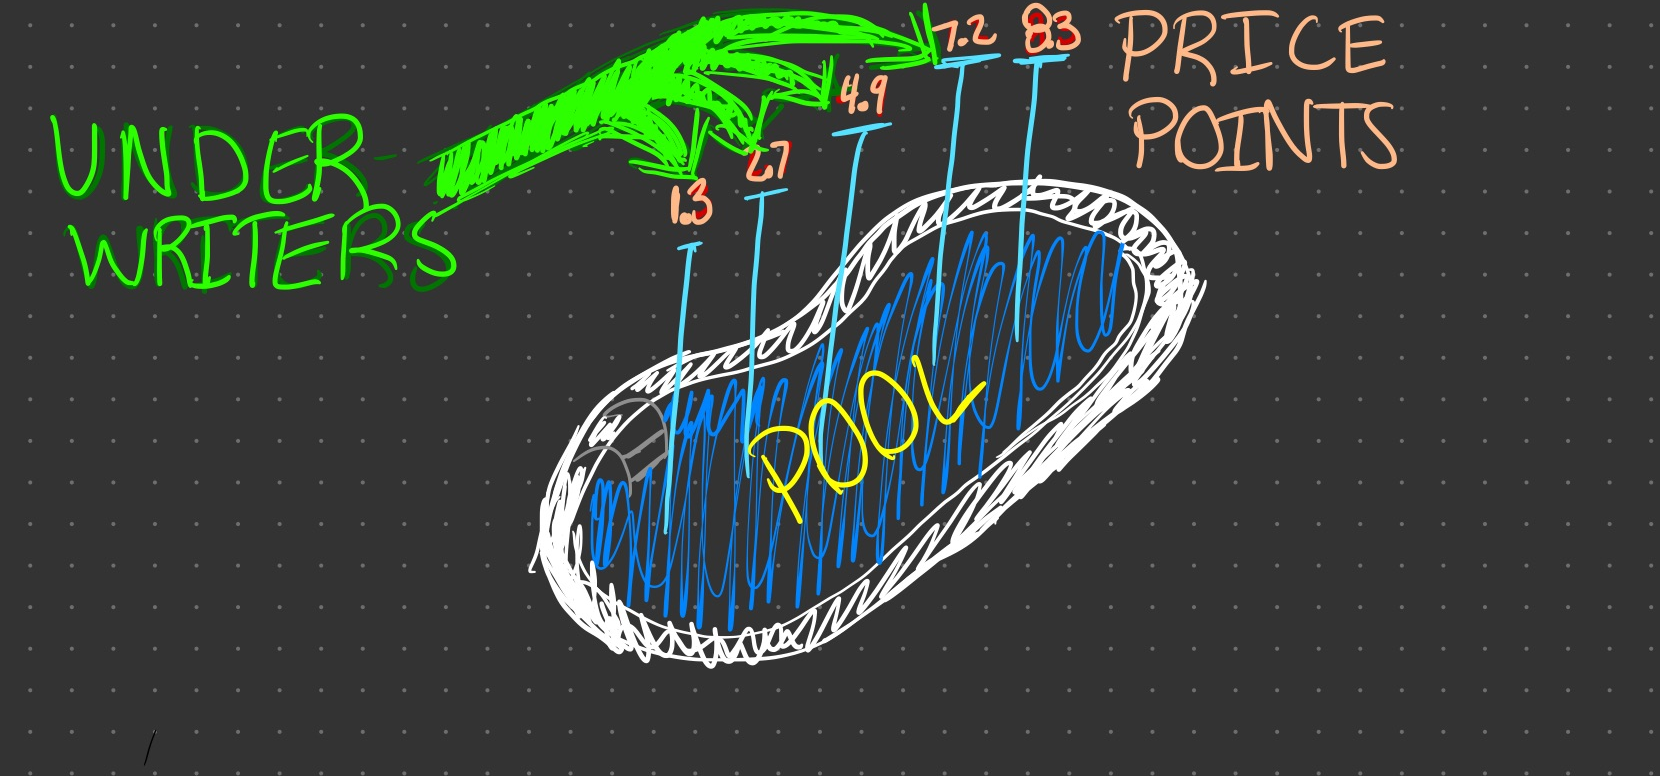 7.2 8.3 PRICE
4.9 POINTS
UNDER-
2.7
1.3
WRITERS
POOL